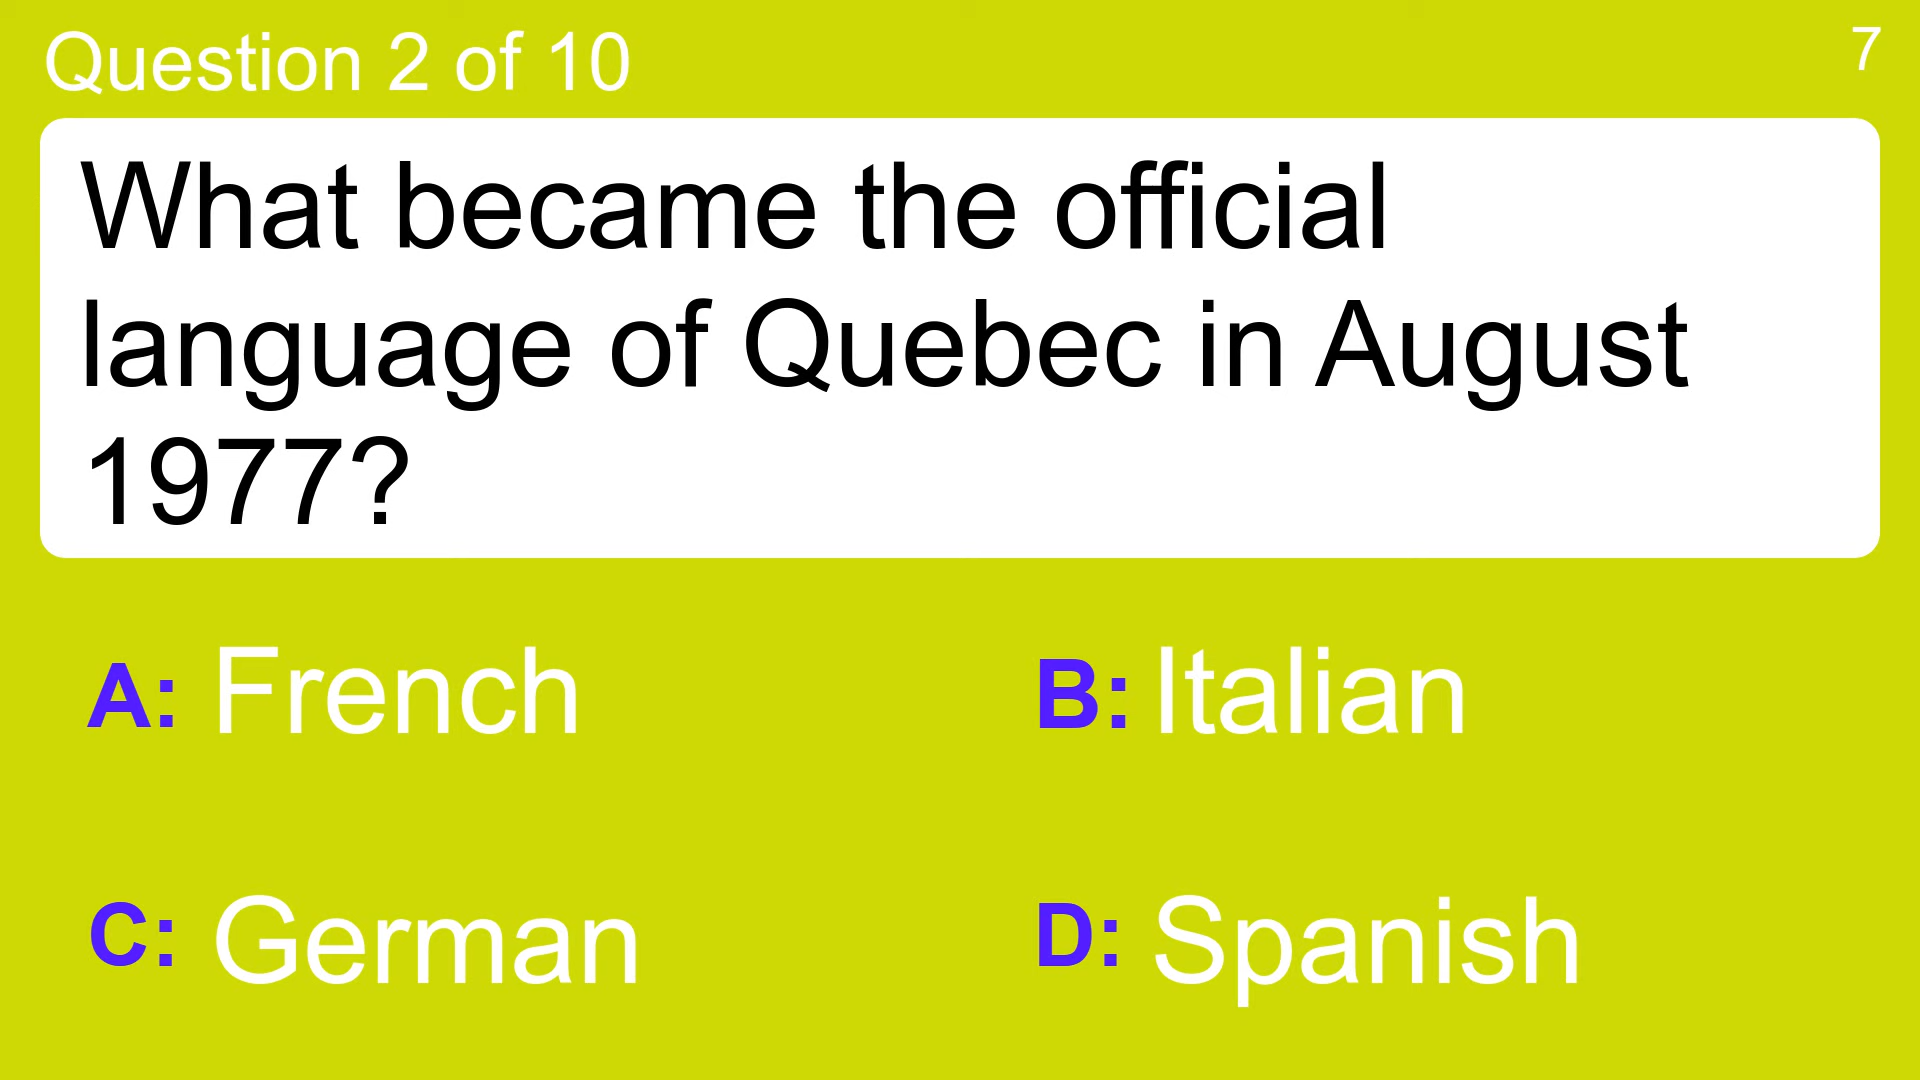 Question 2 of 10
7
What became the official
language of Quebec in August
1977?
A: French
B: Italian
C: German
D: Spanish